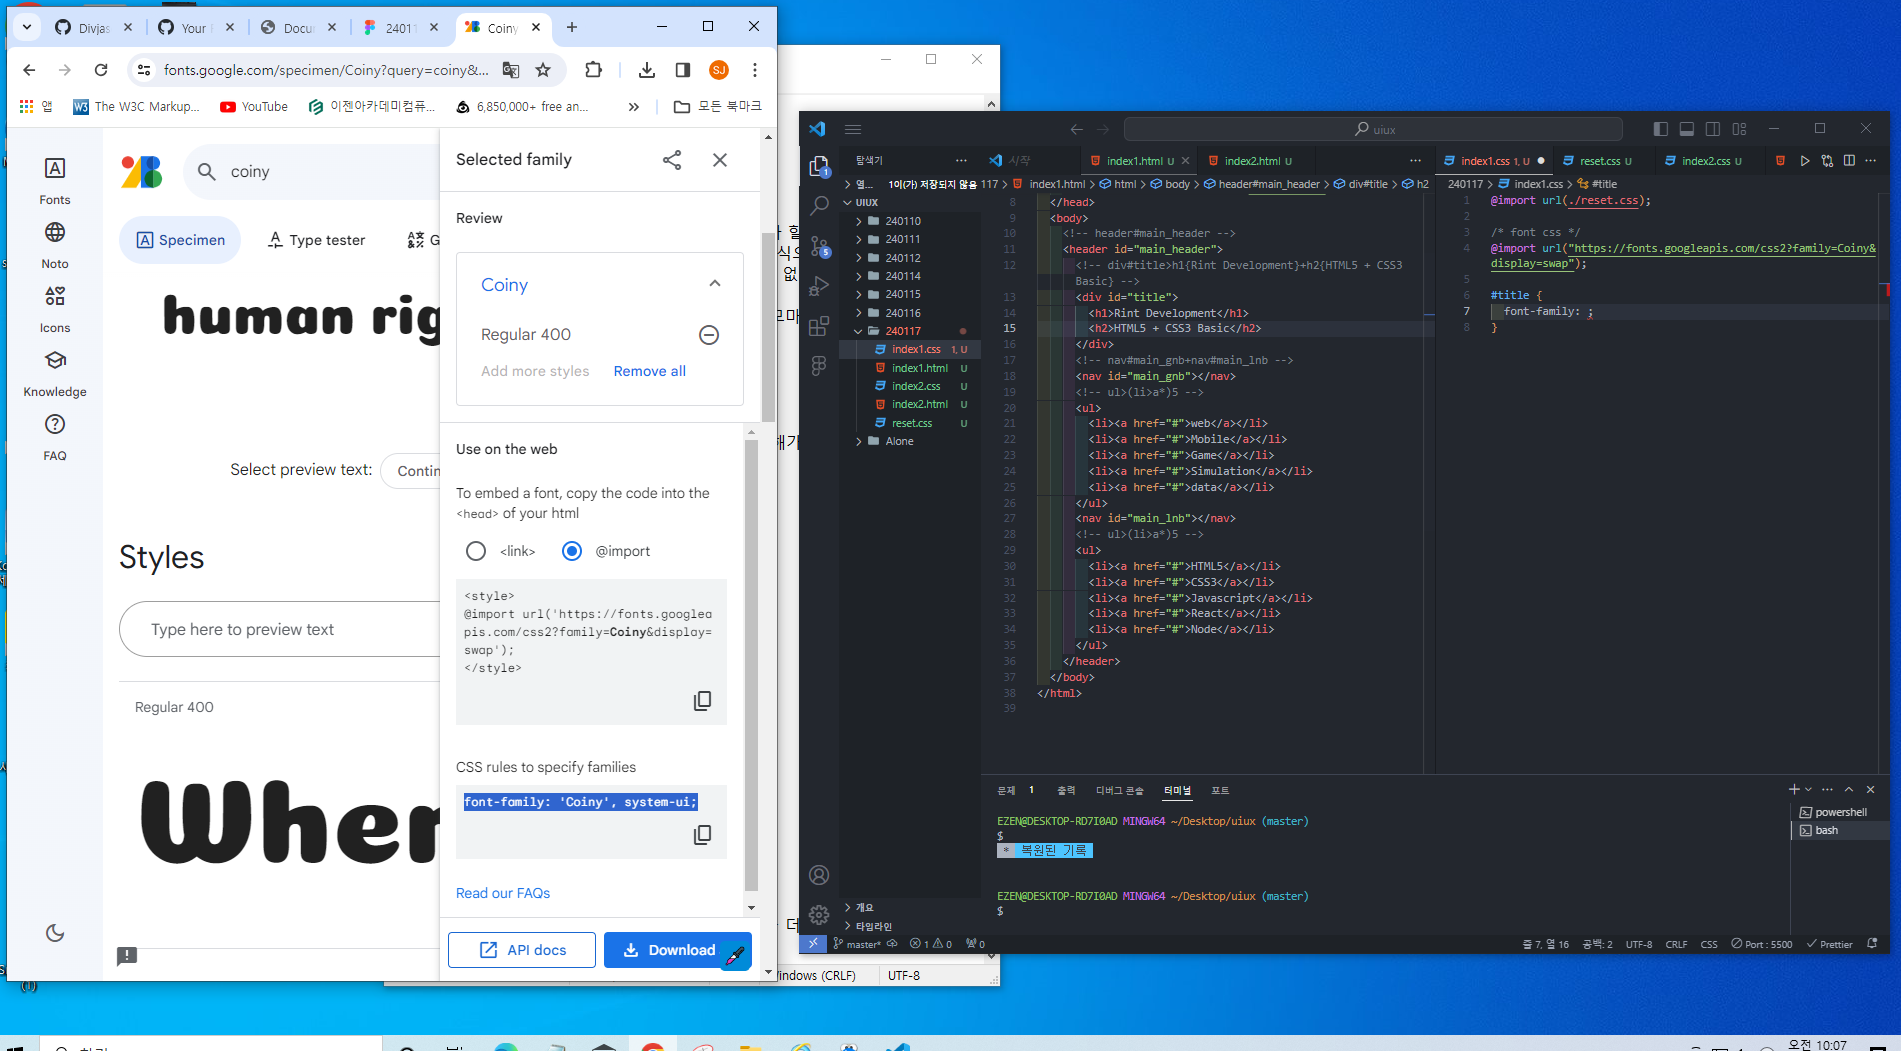 Divjas
Your
Docu
2401
Coiny
fonts.google.com/specimen/Coiny?query=coiny&...
SJ
앱
The W3C Markup...
YouTube
이젠아카데미컴퓨...
6,850,000+ free an...
모든 북마크
Fonts
Noto
Icons
Knowledge
FAQ
coiny
Specimen
Type tester
G
human rig
Select preview text:
Contin
Styles
Type here to preview text
Regular 400
When
Selected family
Review
Coiny
Regular 400
Add more styles
Remove all
Use on the web
To embed a font, copy the code into the
<head> of your html
<link>
@import
<style>
@import url('https://fonts.googlea
pis.com/css2?family=Coiny&display=
swap');
</style>
CSS rules to specify families
font-family: 'Coiny', system-ui;
Read our FAQs
API docs
Download
Windows (CRLF)
UTF-8
uiux
탐색기
열...
1이(가) 저장되지 않음
UIUX
240110
240111
240112
240114
240115
240116
240117
index1.css 1, U
index1.html U
index2.css U
index2.html U
reset.css U
Alone
개요
타임라인
시작
index1.html U
index2.html U
117 > index1.html > html > body > header#main_header > div#title > h2
8 </head>
9 <body>
10 <!-- header#main_header -->
11 <header id="main_header">
12 <!-- div#title>h1{Rint Development}+h2{HTML5 + CSS3
Basic} -->
13 <div id="title">
14 <h1>Rint Development</h1>
15 <h2>HTML5 + CSS3 Basic</h2>
16 </div>
17 <!-- nav#main_gnb+nav#main_lnb -->
18 <nav id="main_gnb"></nav>
19 <!-- ul>(li>a*)5 -->
20 <ul>
21 <li><a href="#">web</a></li>
22 <li><a href="#">Mobile</a></li>
23 <li><a href="#">Game</a></li>
24 <li><a href="#">Simulation</a></li>
25 <li><a href="#">data</a></li>
26 </ul>
27 <nav id="main_lnb"></nav>
28 <!-- ul>(li>a*)5 -->
29 <ul>
30 <li><a href="#">HTML5</a></li>
31 <li><a href="#">CSS3</a></li>
32 <li><a href="#">Javascript</a></li>
33 <li><a href="#">React</a></li>
34 <li><a href="#">Node</a></li>
35 </ul>
36 </header>
37 </body>
38 </html>
39
index1.css 1, U
reset.css U
index2.css U
240117 > index1.css > #title
1 @import url(./reset.css);
2
3 /* font css */
4 @import url("https://fonts.googleapis.com/css2?family=Coiny&
display=swap");
5
6 #title {
7 font-family: ;
8 }
문제 1
출력
디버그 콘솔
터미널
포트
EZEN@DESKTOP-RD7I0AD MINGW64 ~/Desktop/uiux (master)
$
* 복원된 기록
EZEN@DESKTOP-RD7I0AD MINGW64 ~/Desktop/uiux (master)
$
powershell
bash
master*
1 0
0
줄 7, 열 16
공백: 2
UTF-8
CRLF
CSS
Port : 5500
Prettier
오전 10:07